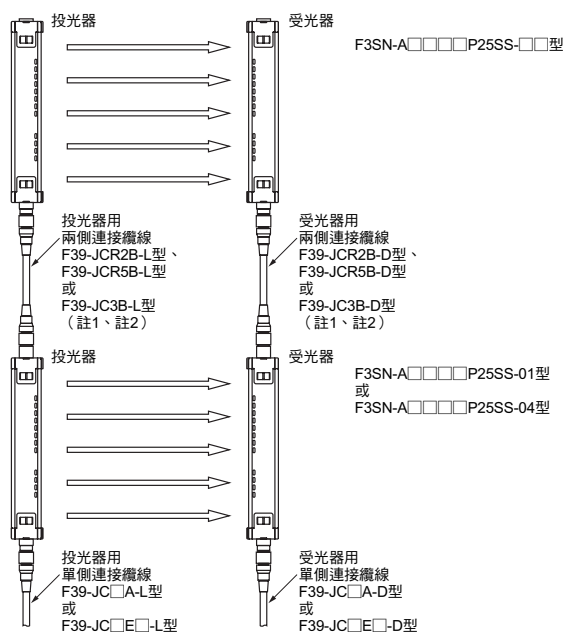 投光器
受光器
F3SN-A□□□□P25SS-□□型
投光器用
兩側連接纜線
F39-JCR2B-L型、
F39-JCR5B-L型
或
F39-JC3B-L型
（註1、註2）
受光器用
兩側連接纜線
F39-JCR2B-D型、
F39-JCR5B-D型
或
F39-JC3B-D型
（註1、註2）
投光器
受光器
F3SN-A□□□□P25SS-01型
或
F3SN-A□□□□P25SS-04型
投光器用
單側連接纜線
F39-JC□A-L型
或
F39-JC□E□-L型
受光器用
單側連接纜線
F39-JC□A-D型
或
F39-JC□E□-D型